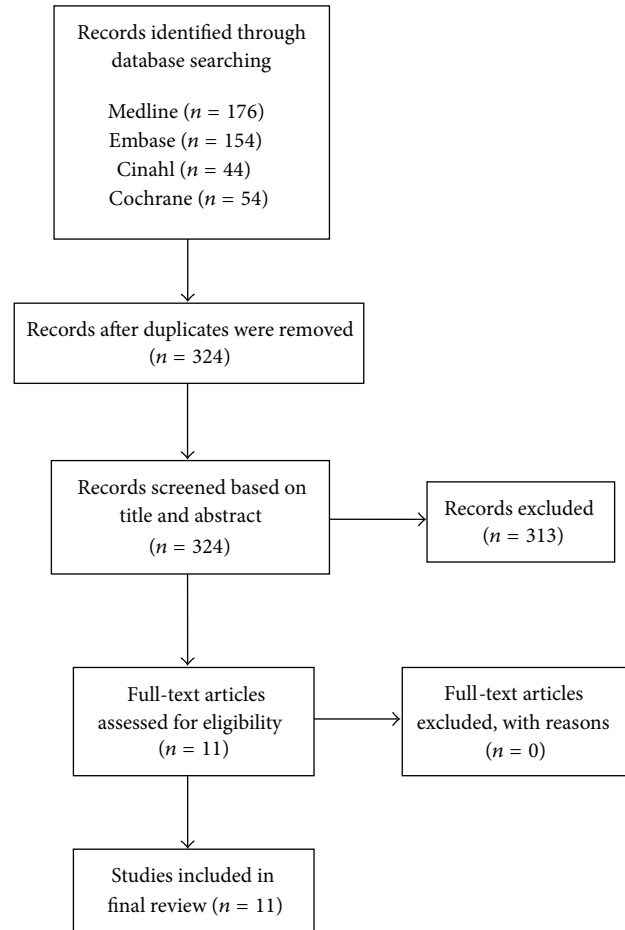 Records identified through
database searching
Medline (n = 176)
Embase (n = 154)
Cinahl (n = 44)
Cochrane (n = 54)
Records after duplicates were removed
(n = 324)
Records screened based on
title and abstract
(n = 324)
Records excluded
(n = 313)
Full-text articles
assessed for eligibility
(n = 11)
Full-text articles
excluded, with reasons
(n = 0)
Studies included in
final review (n = 11)